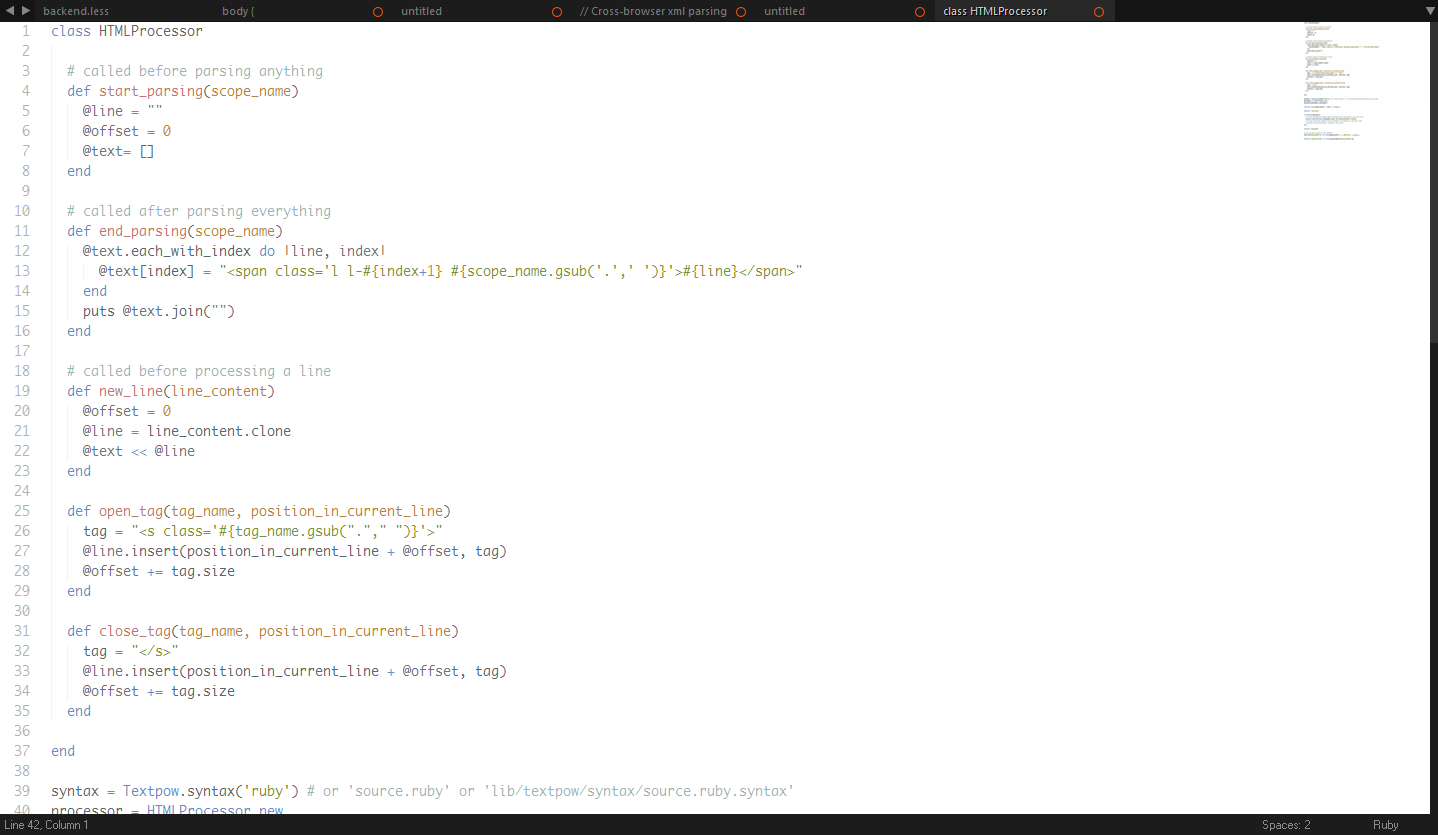 backend.less body { untitled // Cross-browser xml parsing untitled class HTMLProcessor
1 class HTMLProcessor
2
3   # called before parsing anything
4   def start_parsing(scope_name)
5     @line = ""
6     @offset = 0
7     @text= []
8   end
9
10   # called after parsing everything
11   def end_parsing(scope_name)
12     @text.each_with_index do |line, index|
13       @text[index] = "<span class='l l-#{index+1} #{scope_name.gsub('.',' ')}'>#{line}</span>"
14     end
15     puts @text.join("")
16   end
17
18   # called before processing a line
19   def new_line(line_content)
20     @offset = 0
21     @line = line_content.clone
22     @text << @line
23   end
24
25   def open_tag(tag_name, position_in_current_line)
26     tag = "<s class='#{tag_name.gsub("."," ")}'>"
27     @line.insert(position_in_current_line + @offset, tag)
28     @offset += tag.size
29   end
30
31   def close_tag(tag_name, position_in_current_line)
32     tag = "</s>"
33     @line.insert(position_in_current_line + @offset, tag)
34     @offset += tag.size
35   end
36
37 end
38
39 syntax = Textpow.syntax('ruby') # or 'source.ruby' or 'lib/textpow/syntax/source.ruby.syntax'
40 processor = HTMLProcessor.new
Line 42, Column 1 Spaces: 2 Ruby